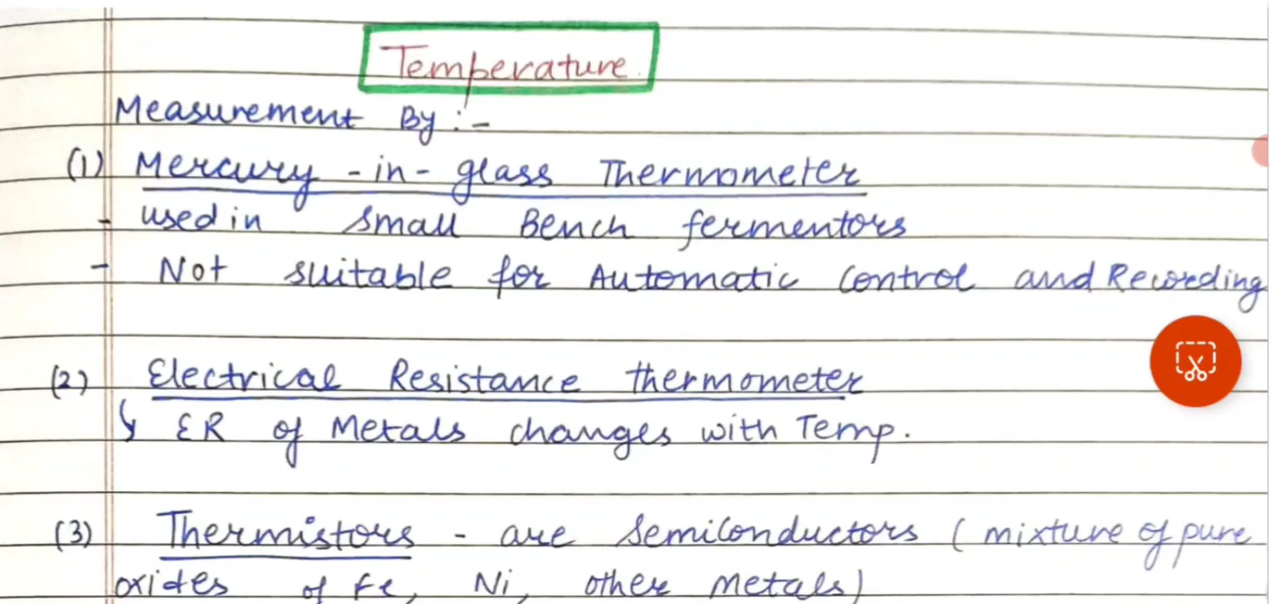 Temperature.
Measurement By :-
(1) Mercury - in - glass Thermometer
- used in small Bench fermentors
- Not suitable for Automatic control and Recording
(2) Electrical Resistance thermometer
↳ ER of Metals changes with Temp.
(3) Thermistors - are semiconductors ( mixture of pure
oxides of Fe, Ni, other metals)